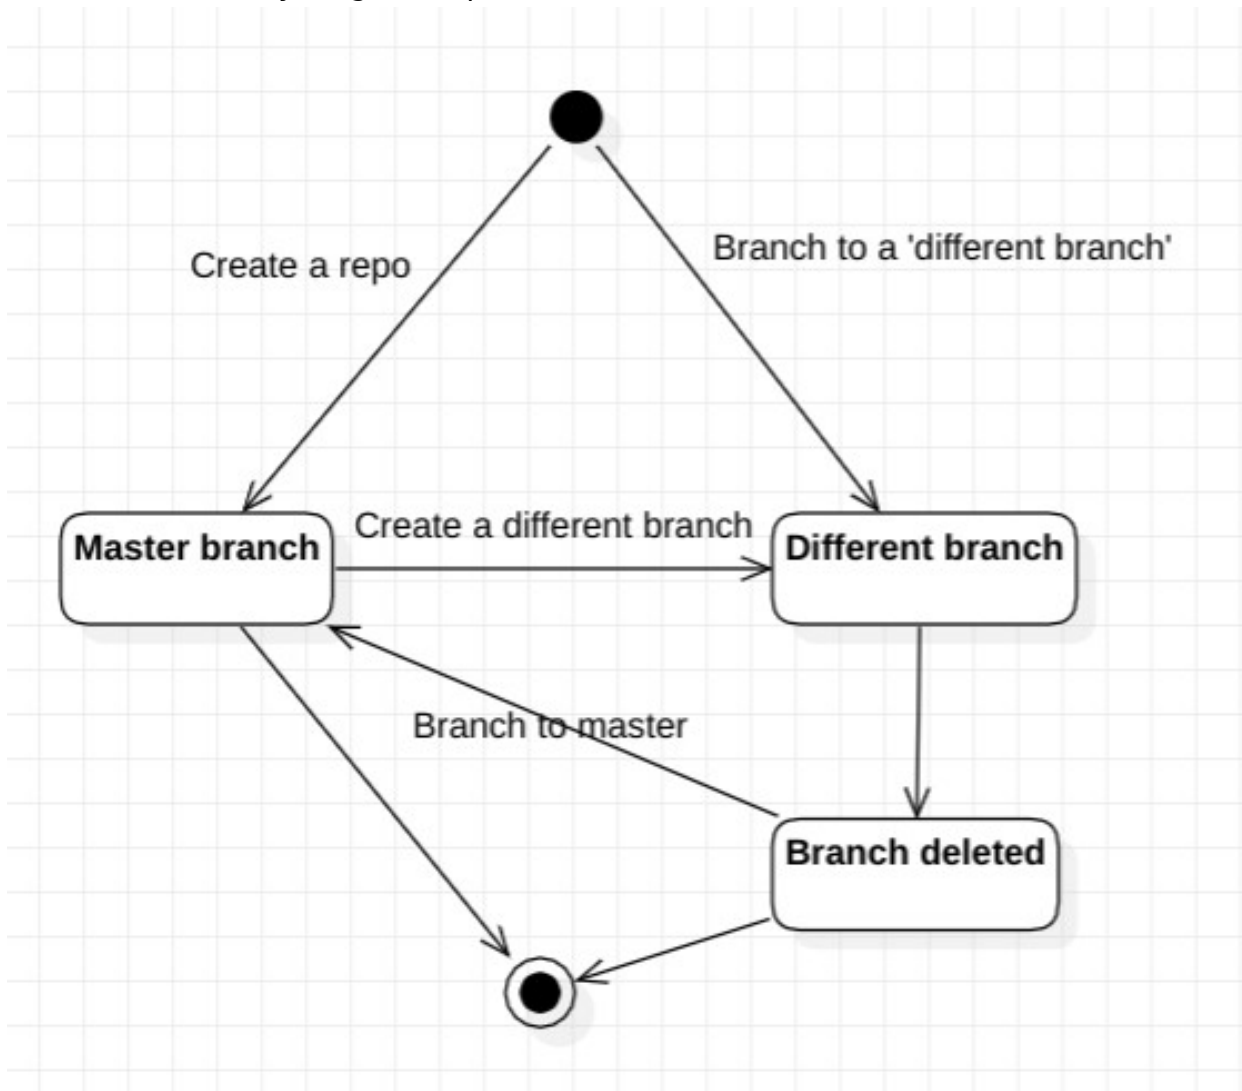 Branch to a 'different branch'
Create a repo
Create a different branch
Master branch
Different branch
Branch to master
Branch deleted